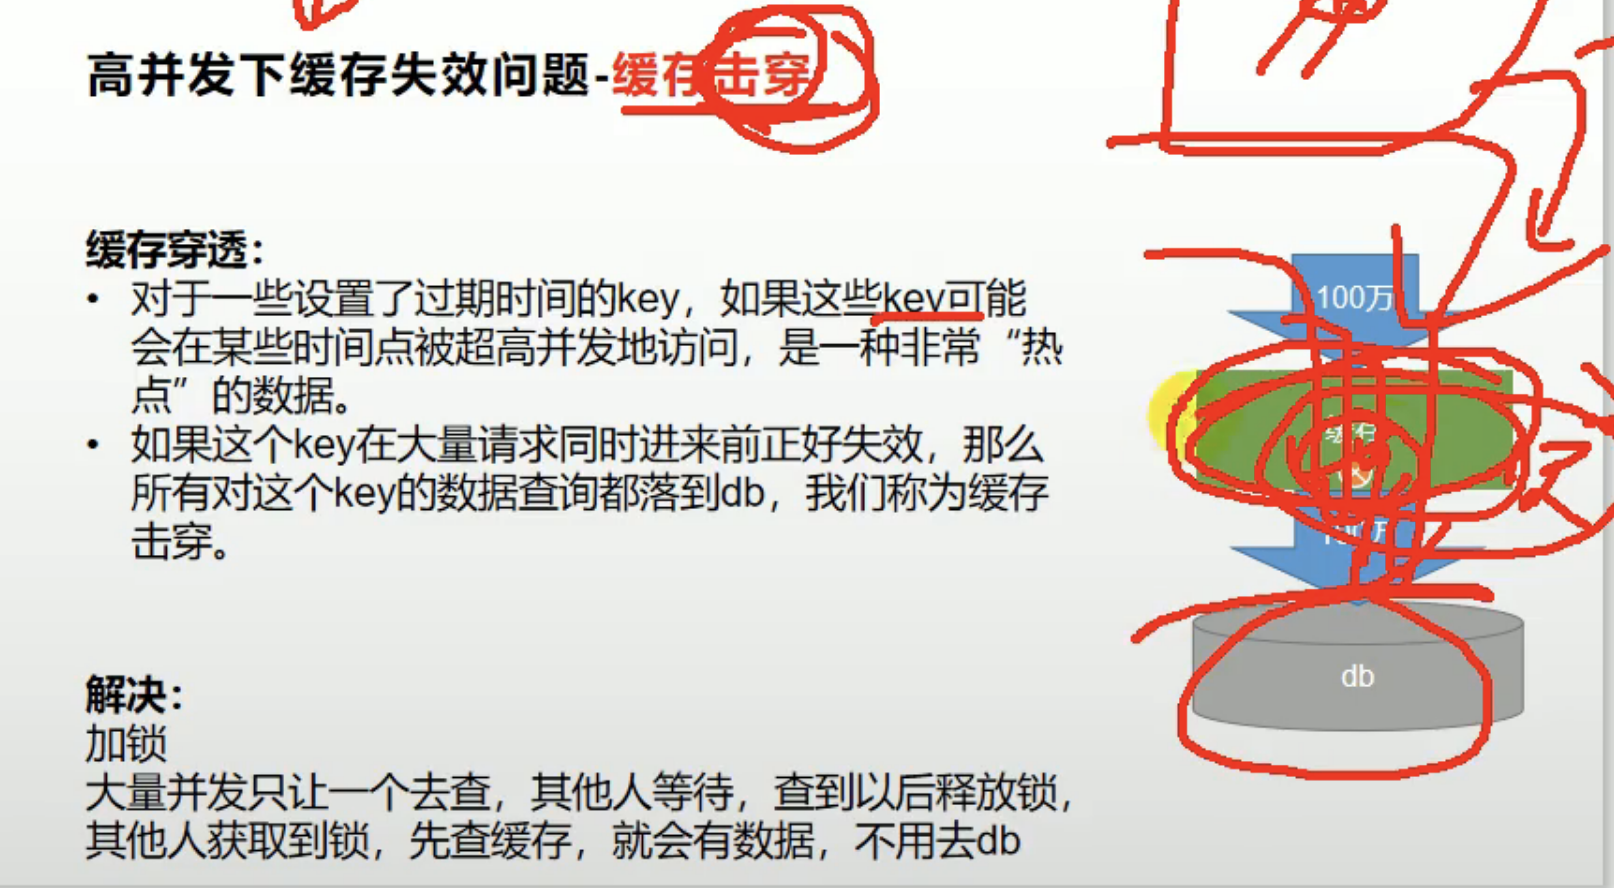 高并发下缓存失效问题-缓存击穿
缓存穿透：
• 对于一些设置了过期时间的key，如果这些key可能
会在某些时间点被超高并发地访问，是一种非常“热
点”的数据。
• 如果这个key在大量请求同时进来前正好失效，那么
所有对这个key的数据查询都落到db，我们称为缓存
击穿。
解决：
加锁
大量并发只让一个去查，其他人等待，查到以后释放锁，
其他人获取到锁，先查缓存，就会有数据，不用去db
100万
缓存
100万
db